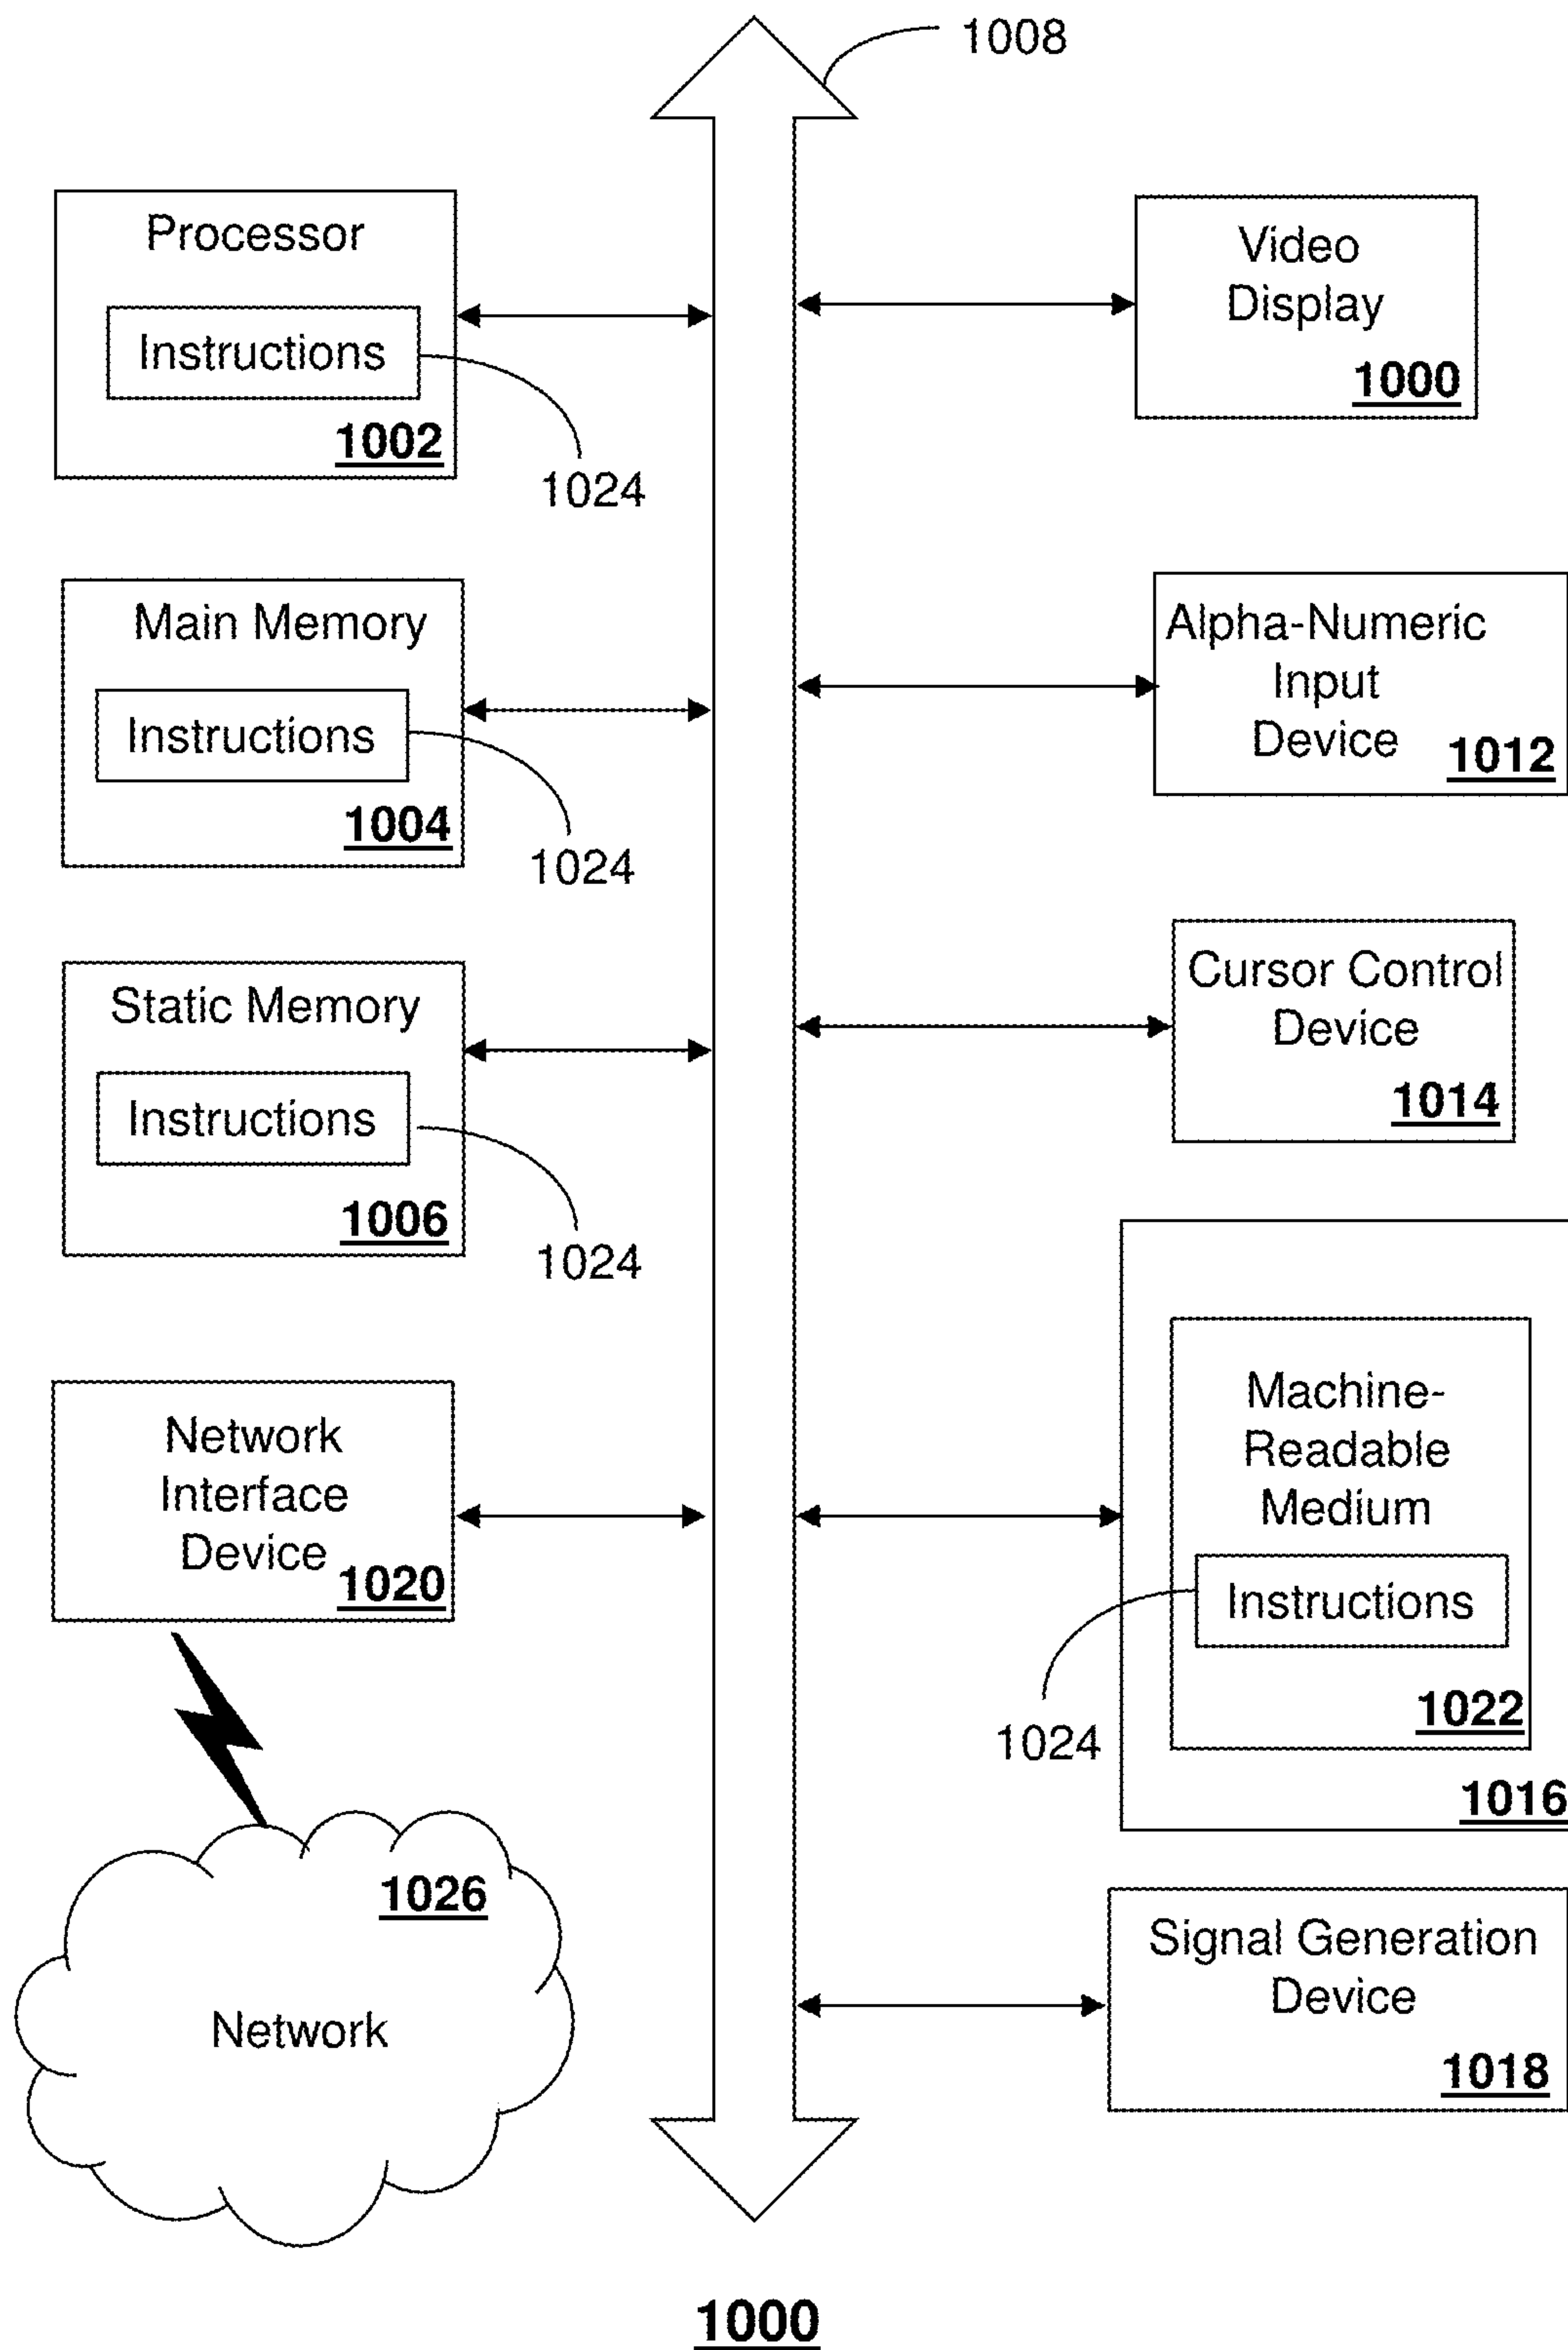 1008
Processor
Instructions
1002
1024
Main Memory
Instructions
1004
1024
Static Memory
Instructions
1006
1024
Network
Interface
Device
1020
1026
Network
Video
Display
1000
Alpha-Numeric
Input
Device
1012
Cursor Control
Device
1014
Machine-
Readable
Medium
Instructions
1022
1024
1016
Signal Generation
Device
1018
1000